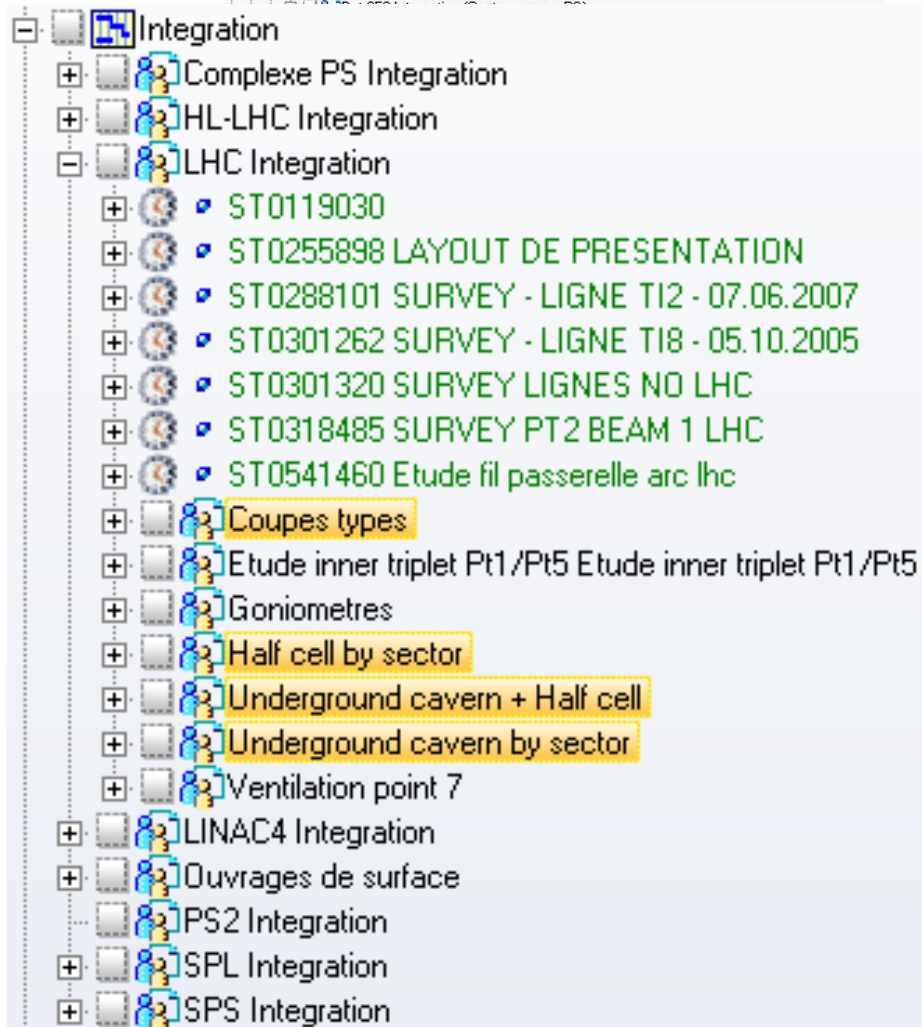 Integration
Complexe PS Integration
HL-LHC Integration
LHC Integration
ST0119030
ST0255898 LAYOUT DE PRESENTATION
ST0288101 SURVEY - LIGNE TI2 - 07.06.2007
ST0301262 SURVEY - LIGNE TI8 - 05.10.2005
ST0301320 SURVEY LIGNES NO LHC
ST0318485 SURVEY PT2 BEAM 1 LHC
ST0541460 Etude fil passerelle arc lhc
Coupes types
Etude inner triplet Pt1/Pt5 Etude inner triplet Pt1/Pt5
Goniometres
Half cell by sector
Underground cavern + Half cell
Underground cavern by sector
Ventilation point 7
LINAC4 Integration
Ouvrages de surface
PS2 Integration
SPL Integration
SPS Integration